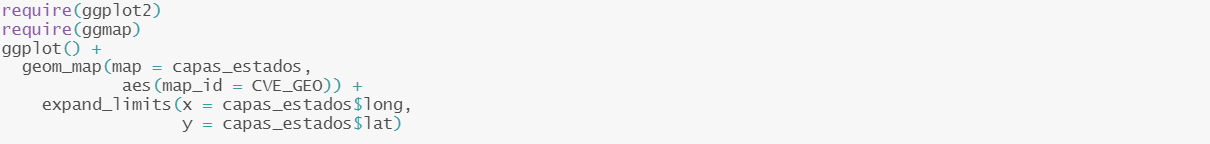 require(ggplot2)
require(ggmap)
ggplot() +
  geom_map(map = capas_estados,
            aes(map_id = CVE_GEO)) +
    expand_limits(x = capas_estados$long,
                  y = capas_estados$lat)